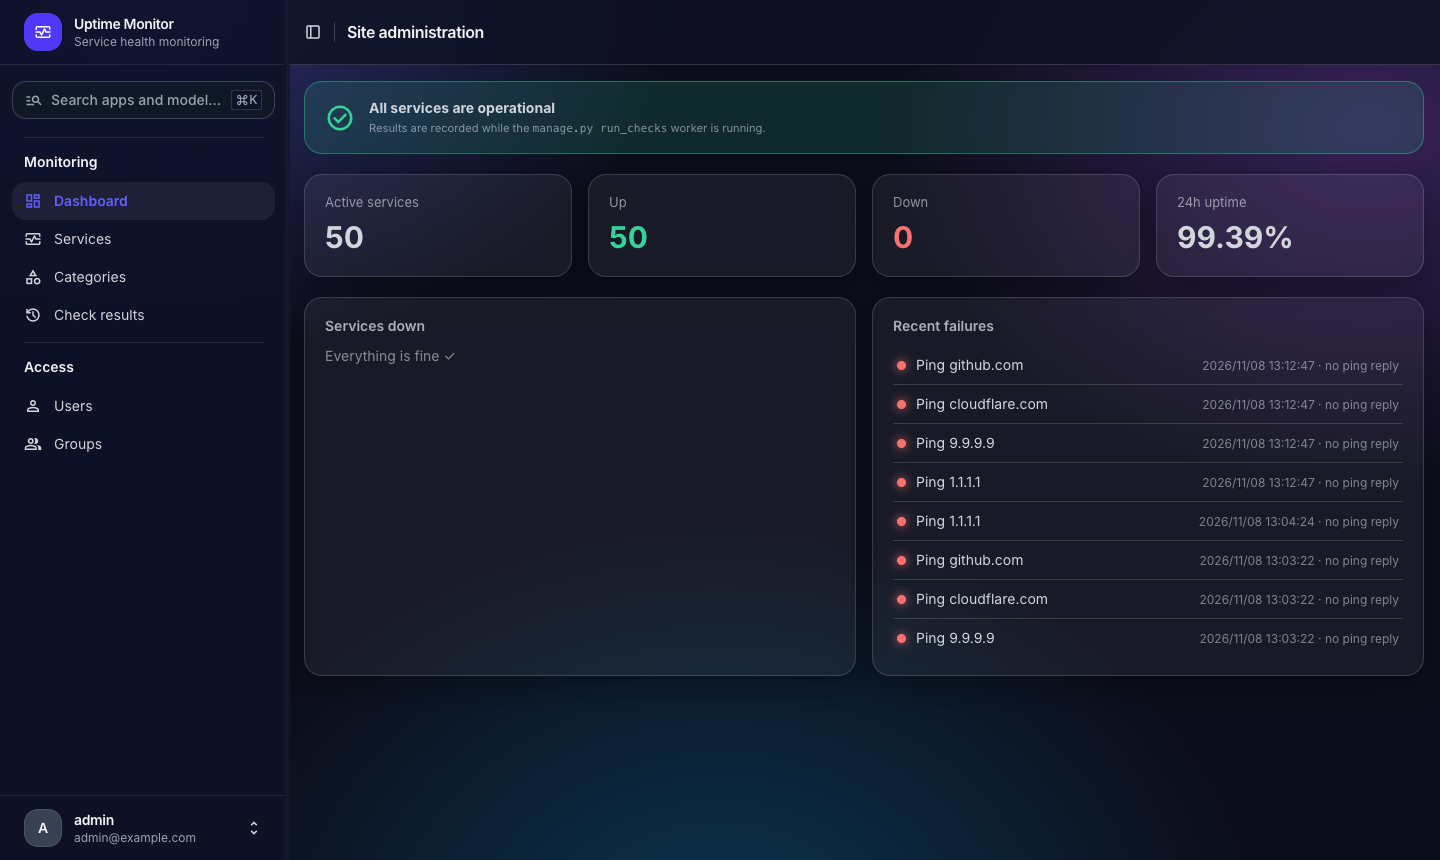 Uptime Monitor
Service health monitoring
Search apps and model... ⌘K
Monitoring
Dashboard
Services
Categories
Check results
Access
Users
Groups
A
admin
admin@example.com
Site administration
All services are operational
Results are recorded while the manage.py run_checks worker is running.
Active services
50
Up
50
Down
0
24h uptime
99.39%
Services down
Everything is fine ✓
Recent failures
Ping github.com 2026/11/08 13:12:47 · no ping reply
Ping cloudflare.com 2026/11/08 13:12:47 · no ping reply
Ping 9.9.9.9 2026/11/08 13:12:47 · no ping reply
Ping 1.1.1.1 2026/11/08 13:12:47 · no ping reply
Ping 1.1.1.1 2026/11/08 13:04:24 · no ping reply
Ping github.com 2026/11/08 13:03:22 · no ping reply
Ping cloudflare.com 2026/11/08 13:03:22 · no ping reply
Ping 9.9.9.9 2026/11/08 13:03:22 · no ping reply